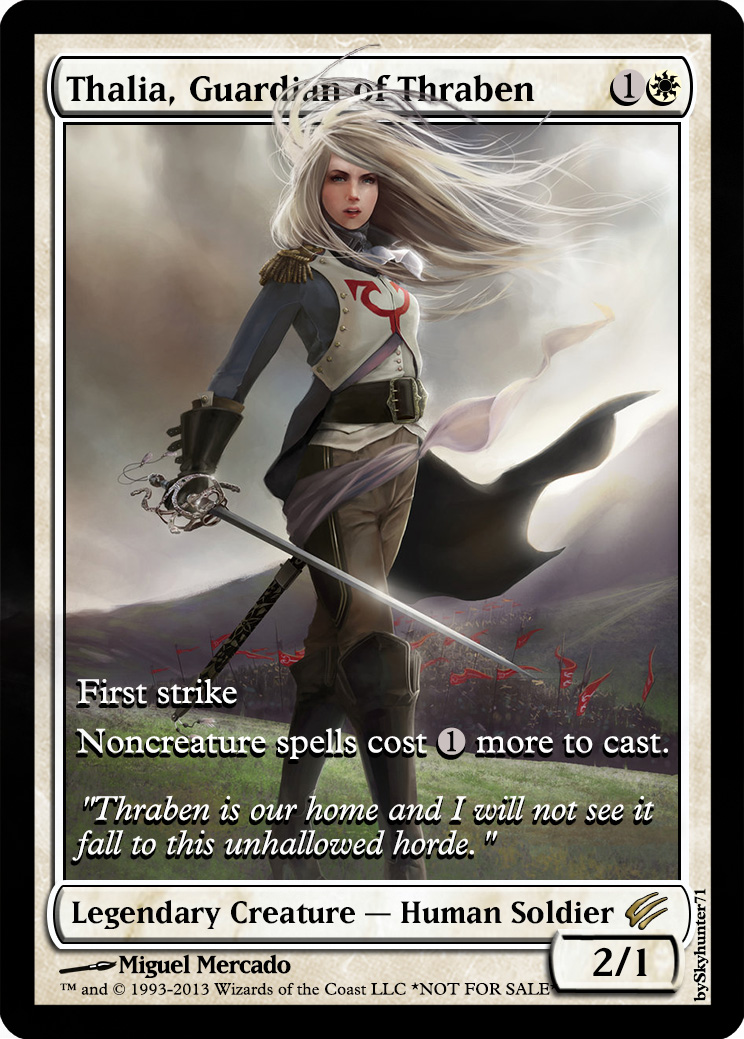 Thalia, Guardian of Thraben 1
First strike
Noncreature spells cost 1 more to cast.
"Thraben is our home and I will not see it
fall to this unhallowed horde."
Legendary Creature — Human Soldier
2/1
Miguel Mercado
™ and © 1993-2013 Wizards of the Coast LLC *NOT FOR SALE*
bySkyhunter71